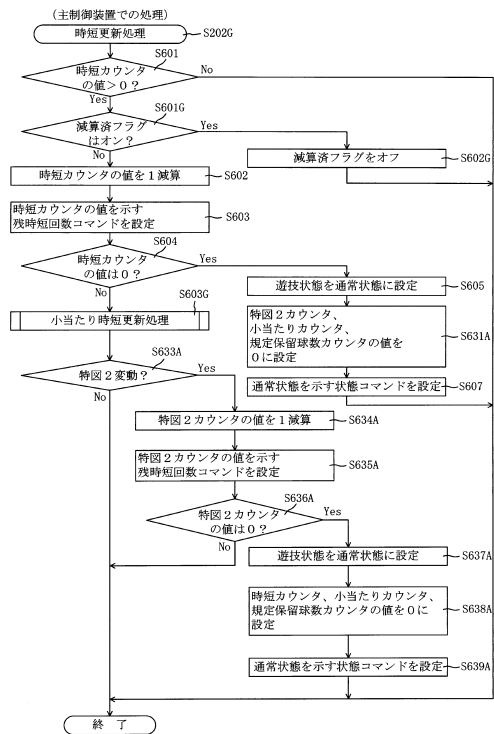 (主制御装置での処理)
時短更新処理
S202G
S601
時短カウンタ
の値＞0？
No
Yes
S601G
減算済フラグ
はオン？
Yes
No
減算済フラグをオフ
S602G
時短カウンタの値を１減算
S602
時短カウンタの値を示す
残時短回数コマンドを設定
S603
S604
時短カウンタ
の値は0？
Yes
No
遊技状態を通常状態に設定
S605
S603G
小当たり時短更新処理
特図２カウンタ、
小当たりカウンタ、
規定保留球数カウンタの値を
0に設定
S631A
S633A
特図２変動？
Yes
No
通常状態を示す状態コマンドを設定
S607
特図２カウンタの値を１減算
S634A
特図２カウンタの値を示す
残時短回数コマンドを設定
S635A
S636A
特図２カウンタ
の値は0？
Yes
No
遊技状態を通常状態に設定
S637A
時短カウンタ、小当たりカウンタ、
規定保留球数カウンタの値を0に
設定
S638A
通常状態を示す状態コマンドを設定
S639A
終 了